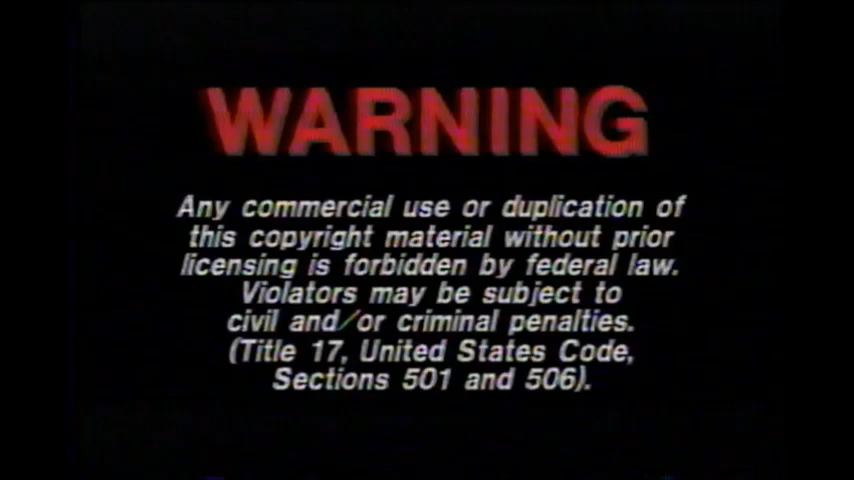 WARNING
Any commercial use or duplication of
this copyright material without prior
licensing is forbidden by federal law.
Violators may be subject to
civil and/or criminal penalties.
(Title 17, United States Code,
Sections 501 and 506).